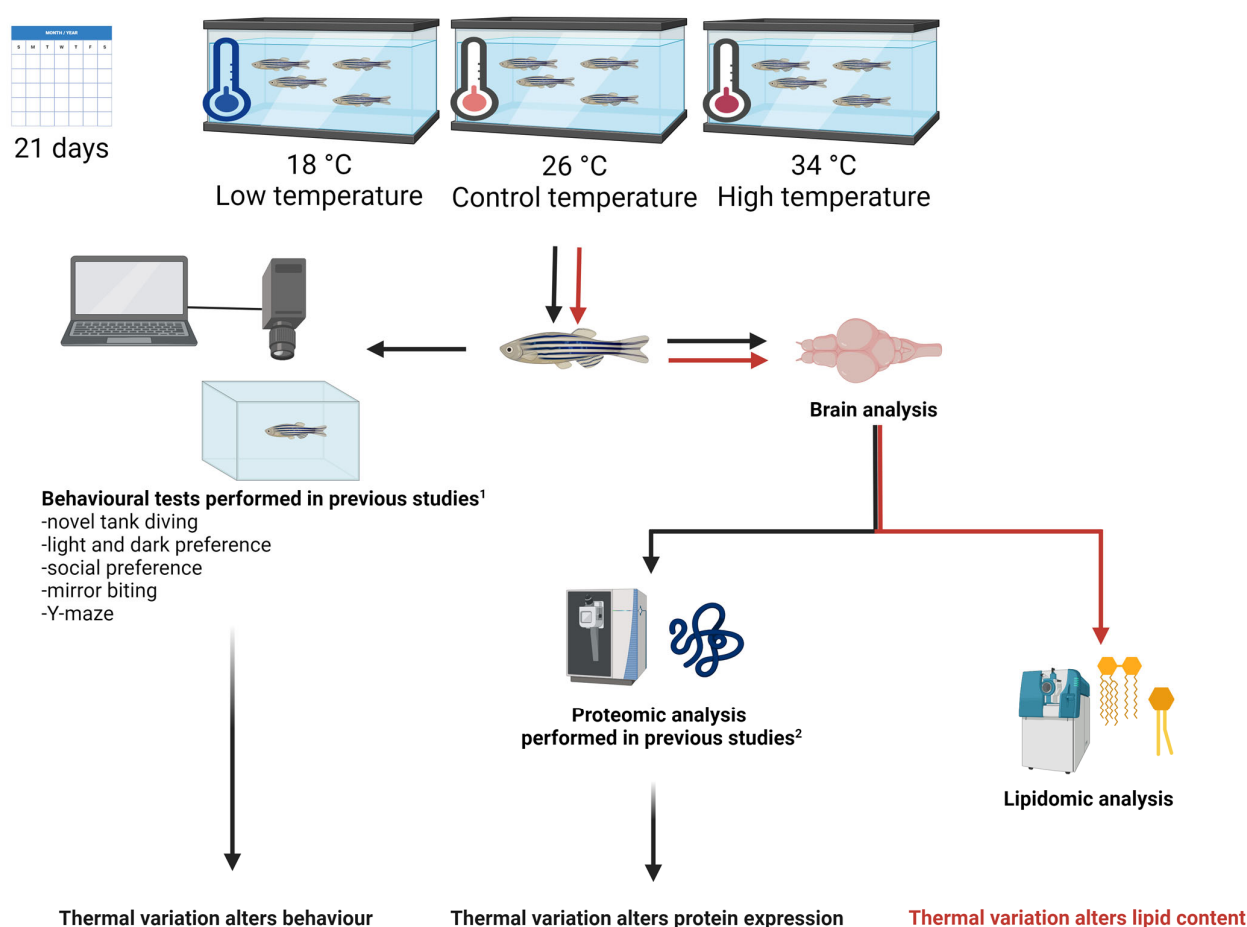 MONTH / YEAR
S M T W T F S
21 days
18 °C
Low temperature
26 °C
Control temperature
34 °C
High temperature
Brain analysis
Behavioural tests performed in previous studies¹
-novel tank diving
-light and dark preference
-social preference
-mirror biting
-Y-maze
Proteomic analysis
performed in previous studies²
Lipidomic analysis
Thermal variation alters behaviour
Thermal variation alters protein expression
Thermal variation alters lipid content